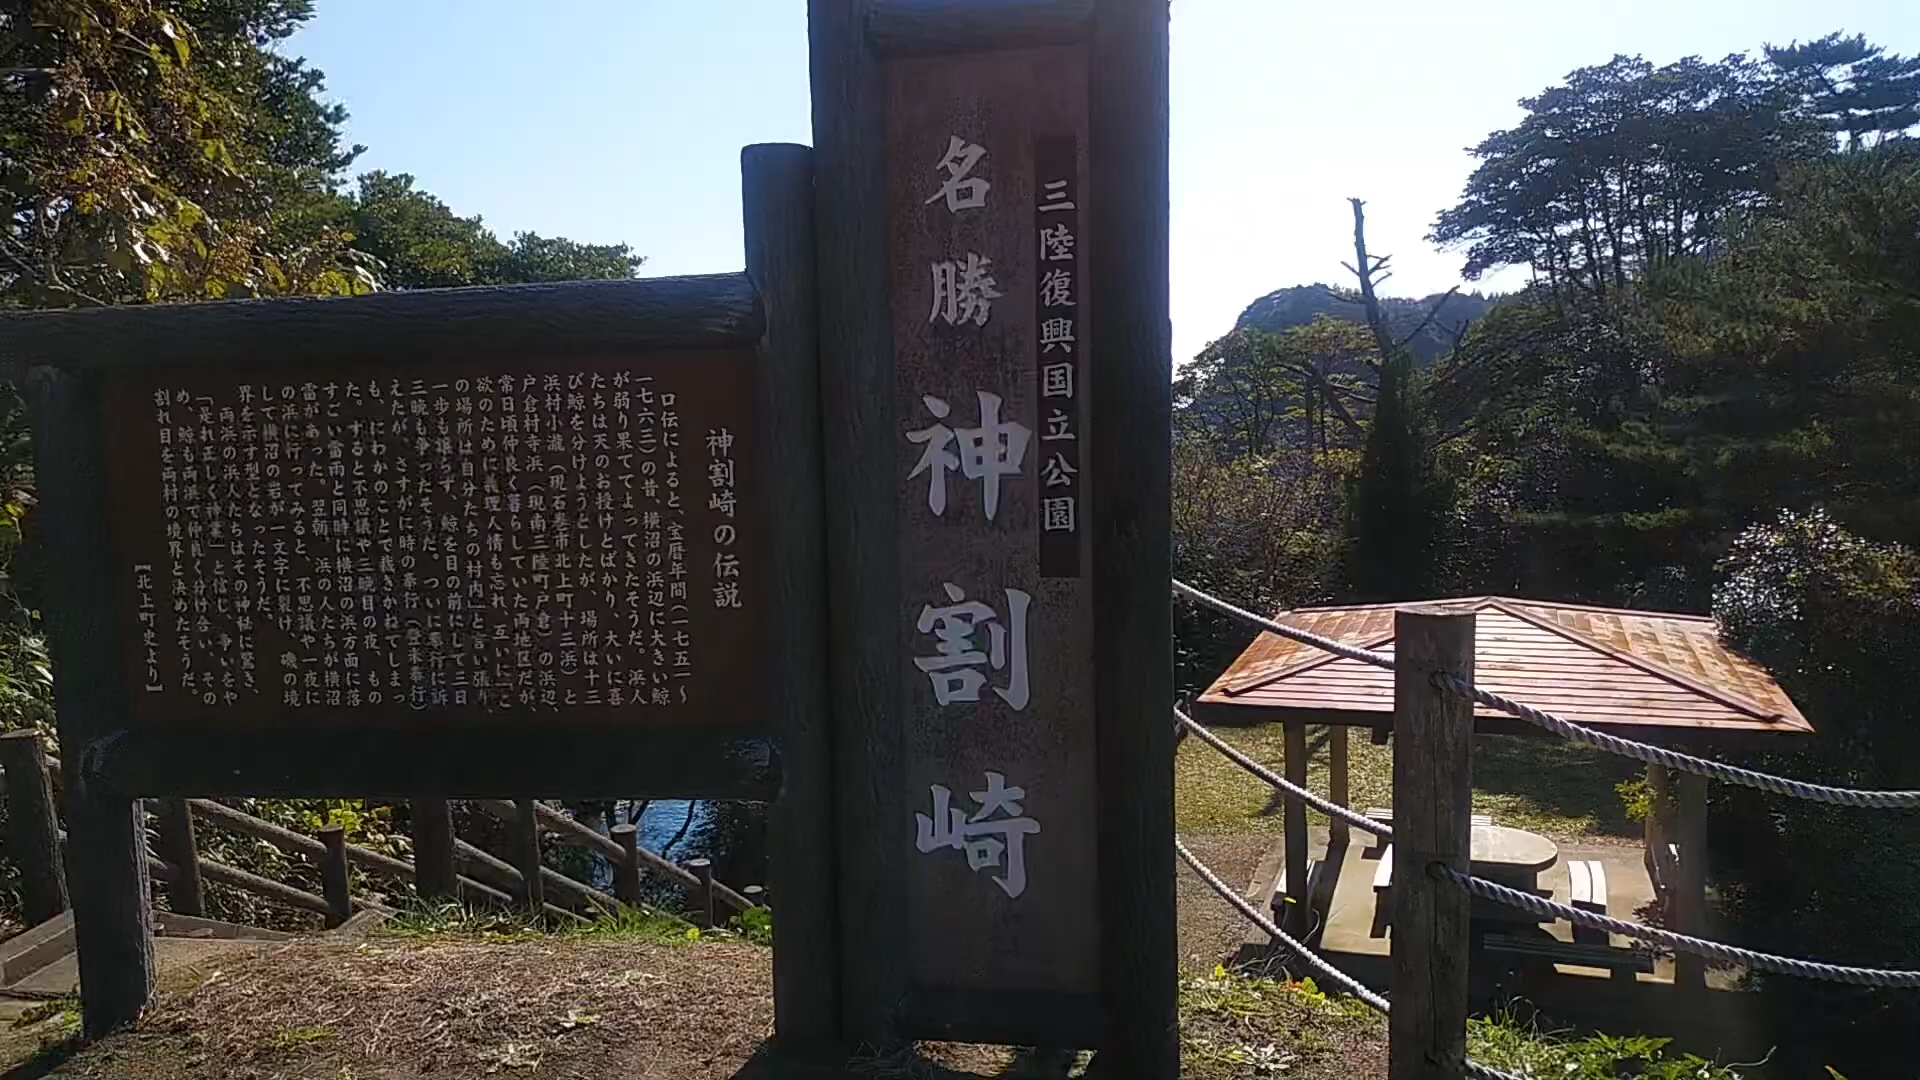 三陸復興国立公園
名勝 神割崎
神割崎の伝説
口伝によると、宝暦年間(一七五一〜
一七六三)の昔、横沼の浜辺に大きい鯨
が弱り果ててよってきたそうだ。浜人
たちは天のお授けとばかり、大いに喜
び鯨を分けようとしたが、場所は十三
浜村小瀧(現石巻市北上町十三浜)と
戸倉村寺浜(現南三陸町戸倉)の浜辺、
常日頃仲良く暮らしていた両地区だが、
欲のために義理人情も忘れ、互いに「こ
の場所は自分たちの村内」と言い張り、
一歩も譲らず、鯨を目の前にして三日
三晩も争ったそうだ。ついに奉行に訴
えたが、さすがに時の奉行(登米奉行)
も、にわかのことで裁きかねてしまっ
た。すると不思議や三晩目の夜、もの
すごい雷雨と同時に横沼の浜方面に落
雷があった。翌朝、浜の人たちが横沼
の浜に行ってみると、不思議や一夜に
して横沼の岩が一文字に裂け、磯の境
界を示す型となったそうだ。
両浜の浜人たちはその神秘に驚き、
「是れ正しく神業」と信じ、争いをや
め、鯨も両浜で仲良く分け合い、その
割れ目を両村の境界と決めたそうだ。
【北上町史より】